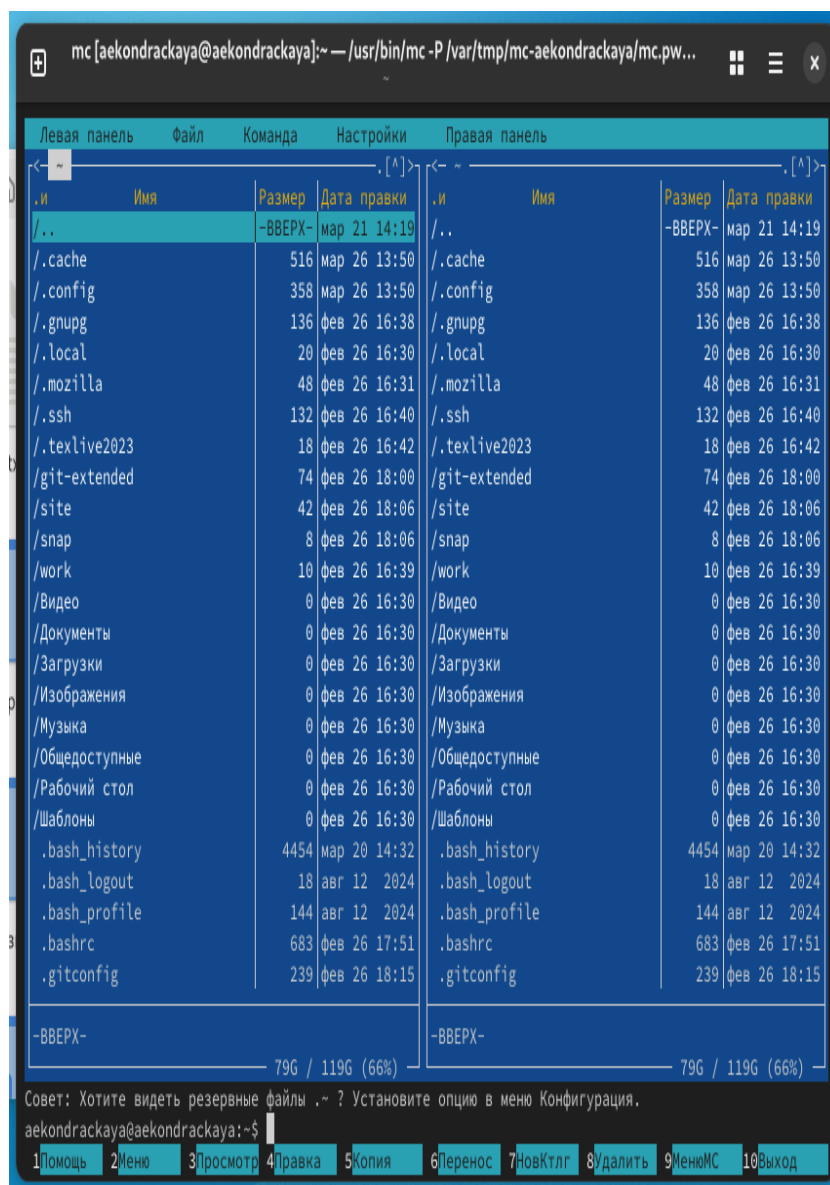 mc [aekondrackaya@aekondrackaya]:~ — /usr/bin/mc -P /var/tmp/mc-aekondrackaya/mc.pw…
~
Левая панель Файл Команда Настройки Правая панель
<─ ~ .[^]> <─ ~ .[^]>
.и Имя Размер Дата правки .и Имя Размер Дата правки
/.. -ВВЕРХ- мар 21 14:19 /.. -ВВЕРХ- мар 21 14:19
/.cache 516 мар 26 13:50 /.cache 516 мар 26 13:50
/.config 358 мар 26 13:50 /.config 358 мар 26 13:50
/.gnupg 136 фев 26 16:38 /.gnupg 136 фев 26 16:38
/.local 20 фев 26 16:30 /.local 20 фев 26 16:30
/.mozilla 48 фев 26 16:31 /.mozilla 48 фев 26 16:31
/.ssh 132 фев 26 16:40 /.ssh 132 фев 26 16:40
/.texlive2023 18 фев 26 16:42 /.texlive2023 18 фев 26 16:42
/git-extended 74 фев 26 18:00 /git-extended 74 фев 26 18:00
/site 42 фев 26 18:06 /site 42 фев 26 18:06
/snap 8 фев 26 18:06 /snap 8 фев 26 18:06
/work 10 фев 26 16:39 /work 10 фев 26 16:39
/Видео 0 фев 26 16:30 /Видео 0 фев 26 16:30
/Документы 0 фев 26 16:30 /Документы 0 фев 26 16:30
/Загрузки 0 фев 26 16:30 /Загрузки 0 фев 26 16:30
/Изображения 0 фев 26 16:30 /Изображения 0 фев 26 16:30
/Музыка 0 фев 26 16:30 /Музыка 0 фев 26 16:30
/Общедоступные 0 фев 26 16:30 /Общедоступные 0 фев 26 16:30
/Рабочий стол 0 фев 26 16:30 /Рабочий стол 0 фев 26 16:30
/Шаблоны 0 фев 26 16:30 /Шаблоны 0 фев 26 16:30
.bash_history 4454 мар 20 14:32 .bash_history 4454 мар 20 14:32
.bash_logout 18 авг 12 2024 .bash_logout 18 авг 12 2024
.bash_profile 144 авг 12 2024 .bash_profile 144 авг 12 2024
.bashrc 683 фев 26 17:51 .bashrc 683 фев 26 17:51
.gitconfig 239 фев 26 18:15 .gitconfig 239 фев 26 18:15
-ВВЕРХ- -ВВЕРХ-
79G / 119G (66%) 79G / 119G (66%)
Совет: Хотите видеть резервные файлы .~ ? Установите опцию в меню Конфигурация.
aekondrackaya@aekondrackaya:~$
1Помощь 2Меню 3Просмотр 4Правка 5Копия 6Перенос 7НовКтлг 8Удалить 9МенюМС 10Выход